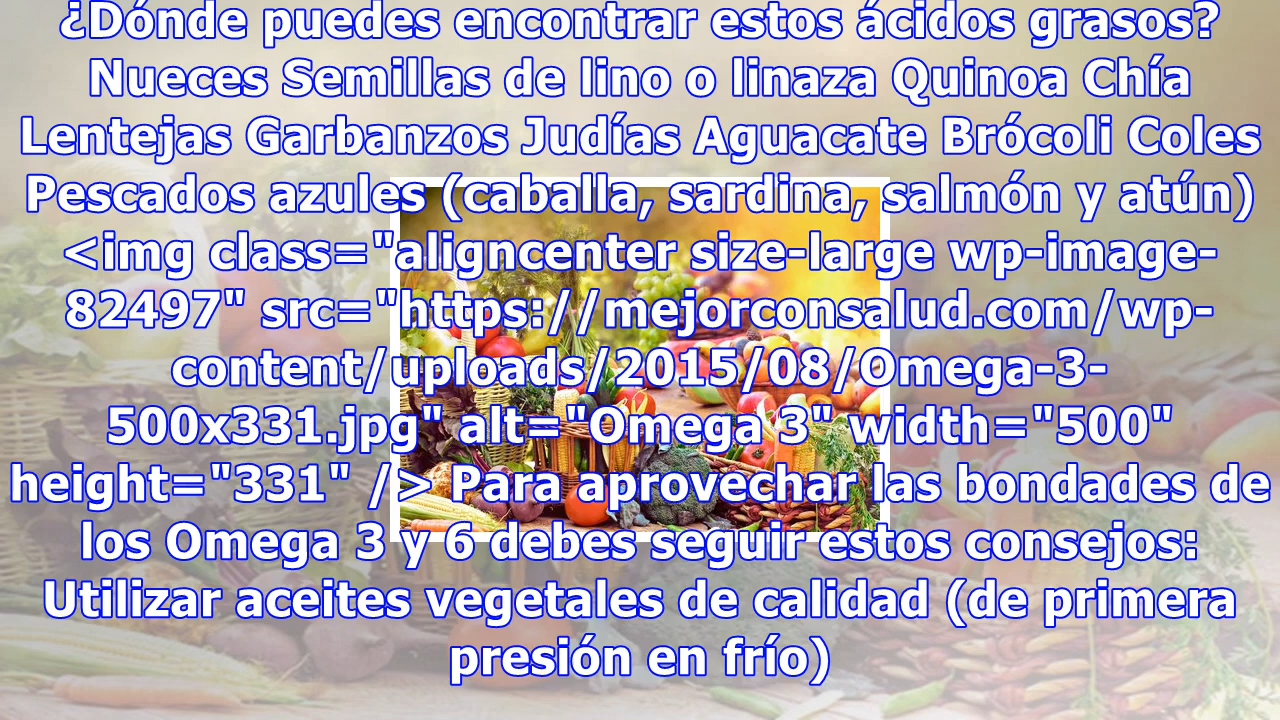 ¿Dónde puedes encontrar estos ácidos grasos?
Nueces Semillas de lino o linaza Quinoa Chía
Lentejas Garbanzos Judías Aguacate Brócoli Coles
Pescados azules (caballa, sardina, salmón y atún)
<img class="aligncenter size-large wp-image-
82497" src="https://mejorconsalud.com/wp-
content/uploads/2015/08/Omega-3-
500x331.jpg" alt="Omega 3" width="500"
height="331" /> Para aprovechar las bondades de
los Omega 3 y 6 debes seguir estos consejos:
Utilizar aceites vegetales de calidad (de primera
presión en frío)